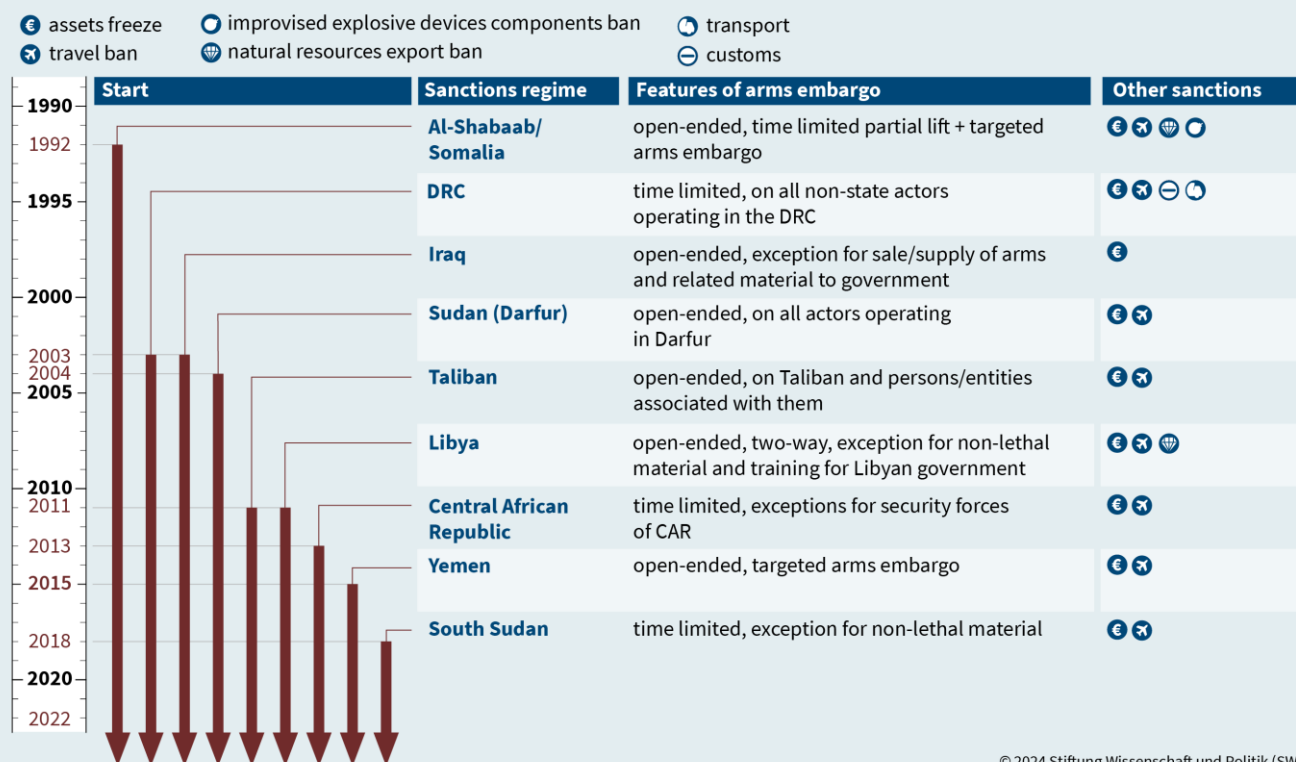 assets freeze
improvised explosive devices components ban
transport
travel ban
natural resources export ban
customs
Start
Sanctions regime
Features of arms embargo
Other sanctions
1990
1992
1995
2000
2003
2004
2005
2010
2011
2013
2015
2018
2020
2022
Al-Shabaab/
Somalia
open-ended, time limited partial lift + targeted
arms embargo
DRC
time limited, on all non-state actors
operating in the DRC
Iraq
open-ended, exception for sale/supply of arms
and related material to government
Sudan (Darfur)
open-ended, on all actors operating
in Darfur
Taliban
open-ended, on Taliban and persons/entities
associated with them
Libya
open-ended, two-way, exception for non-lethal
material and training for Libyan government
Central African
Republic
time limited, exceptions for security forces
of CAR
Yemen
open-ended, targeted arms embargo
South Sudan
time limited, exception for non-lethal material
© 2024 Stiftung Wissenschaft und Politik (SW